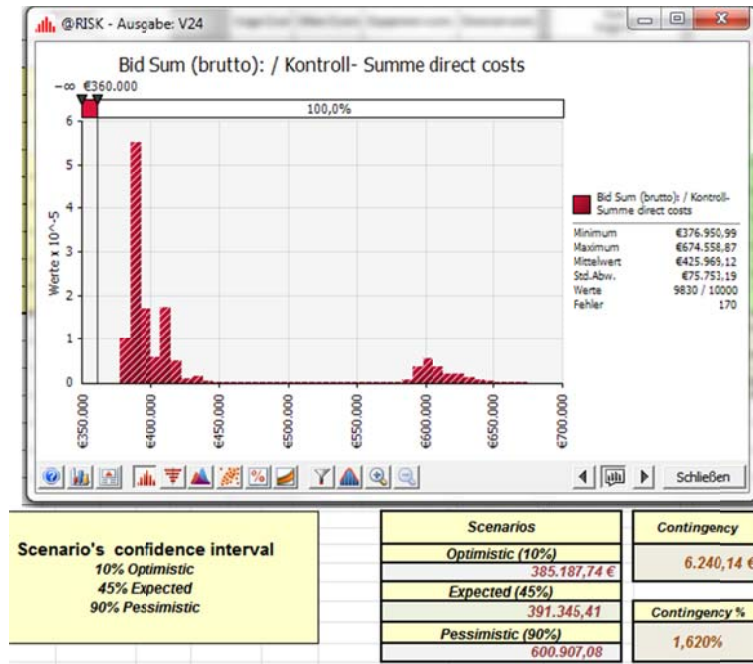 @RISK - Ausgabe: V24
Bid Sum (brutto): / Kontroll- Summe direct costs
−∞ €360.000
100,0%
6
5
4
3
2
1
0
Werte x 10^-5
€350.000
€400.000
€450.000
€500.000
€550.000
€600.000
€650.000
€700.000
Bid Sum (brutto): / Kontroll-
Summe direct costs
Minimum €376.950,99
Maximum €674.558,87
Mittelwert €425.969,12
Std.Abw. €75.753,19
Werte 9830 / 10000
Fehler 170
Schließen
Scenario's confidence interval
10% Optimistic
45% Expected
90% Pessimistic
Scenarios
Optimistic (10%)
385.187,74 €
Expected (45%)
391.345,41
Pessimistic (90%)
600.907,08
Contingency
6.240,14 €
Contingency %
1,620%